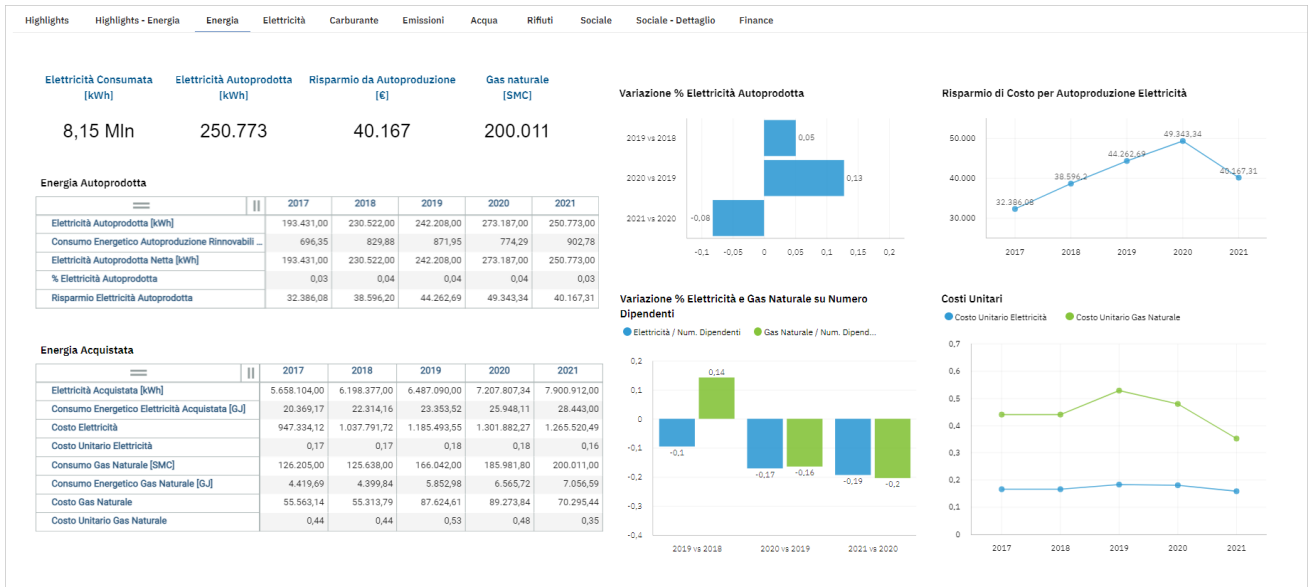 Highlights Highlights - Energia Energia Elettricità Carburante Emissioni Acqua Rifiuti Sociale Sociale - Dettaglio Finance
Elettricità Consumata [kWh]
8,15 Mln
Elettricità Autoprodotta [kWh]
250.773
Risparmio da Autoproduzione [€]
40.167
Gas naturale [SMC]
200.011
Energia Autoprodotta
2017 2018 2019 2020 2021
Elettricità Autoprodotta [kWh] 193.431,00 230.522,00 242.208,00 273.187,00 250.773,00
Consumo Energetico Autoproduzione Rinnovabili ... 696,35 829,88 871,95 774,29 902,78
Elettricità Autoprodotta Netta [kWh] 193.431,00 230.522,00 242.208,00 273.187,00 250.773,00
% Elettricità Autoprodotta 0,03 0,04 0,04 0,04 0,03
Risparmio Elettricità Autoprodotta 32.386,08 38.596,20 44.262,69 49.343,34 40.167,31
Energia Acquistata
2017 2018 2019 2020 2021
Elettricità Acquistata [kWh] 5.658.104,00 6.198.377,00 6.487.090,00 7.207.807,34 7.900.912,00
Consumo Energetico Elettricità Acquistata [GJ] 20.369,17 22.314,16 23.353,52 25.948,11 28.443,00
Costo Elettricità 947.334,12 1.037.791,72 1.185.493,55 1.301.882,27 1.265.520,49
Costo Unitario Elettricità 0,17 0,17 0,18 0,18 0,16
Consumo Gas Naturale [SMC] 126.205,00 125.638,00 166.042,00 185.981,80 200.011,00
Consumo Energetico Gas Naturale [GJ] 4.419,69 4.399,84 5.852,98 6.565,72 7.056,59
Costo Gas Naturale 55.563,14 55.313,79 87.624,61 89.273,84 70.295,44
Costo Unitario Gas Naturale 0,44 0,44 0,53 0,48 0,35
Variazione % Elettricità Autoprodotta
2019 vs 2018 0,05
2020 vs 2019 0,13
2021 vs 2020 -0,08
-0,1 -0,05 0 0,05 0,1 0,15 0,2
Risparmio di Costo per Autoproduzione Elettricità
50.000
40.000
30.000
32.386,08 38.596,2 44.262,69 49.343,34 40.167,31
2017 2018 2019 2020 2021
Variazione % Elettricità e Gas Naturale su Numero
Dipendenti
Elettricità / Num. Dipendenti Gas Naturale / Num. Dipend...
0,2
0,1
0
-0,1
-0,2
-0,3
-0,4
-0,1 0,14 -0,17 -0,16 -0,19 -0,2
2019 vs 2018 2020 vs 2019 2021 vs 2020
Costi Unitari
Costo Unitario Elettricità Costo Unitario Gas Naturale
0,7
0,6
0,5
0,4
0,3
0,2
0,1
0
2017 2018 2019 2020 2021